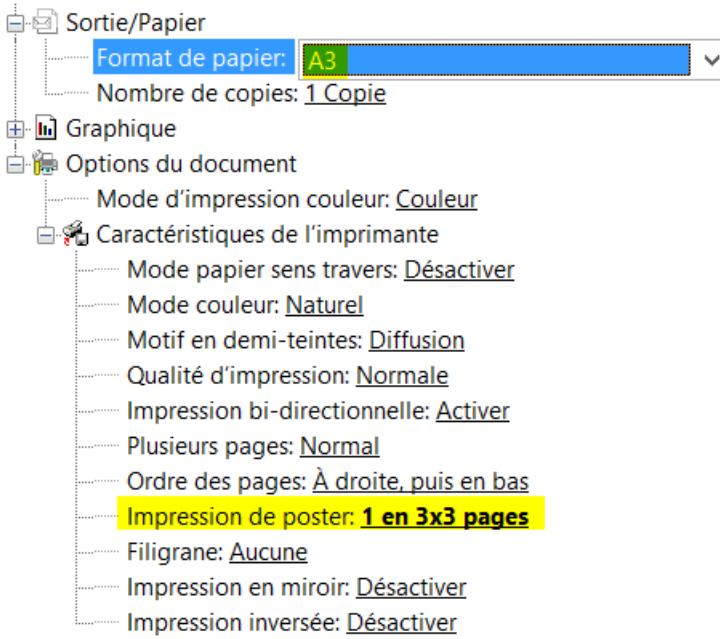 Sortie/Papier
Format de papier: A3
Nombre de copies: 1 Copie
Graphique
Options du document
Mode d'impression couleur: Couleur
Caractéristiques de l'imprimante
Mode papier sens travers: Désactiver
Mode couleur: Naturel
Motif en demi-teintes: Diffusion
Qualité d'impression: Normale
Impression bi-directionnelle: Activer
Plusieurs pages: Normal
Ordre des pages: À droite, puis en bas
Impression de poster: 1 en 3x3 pages
Filigrane: Aucune
Impression en miroir: Désactiver
Impression inversée: Désactiver